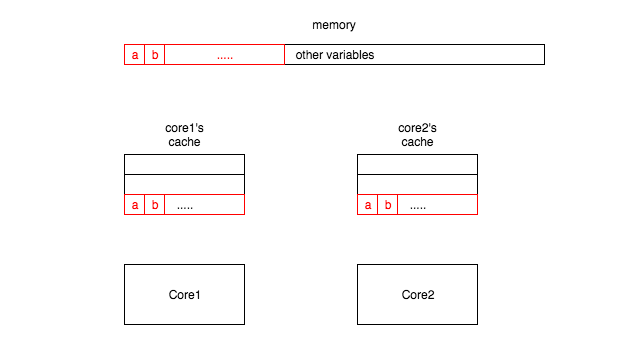 memory
a b ..... other variables
core1's
cache
core2's
cache
a b .....
a b .....
Core1
Core2